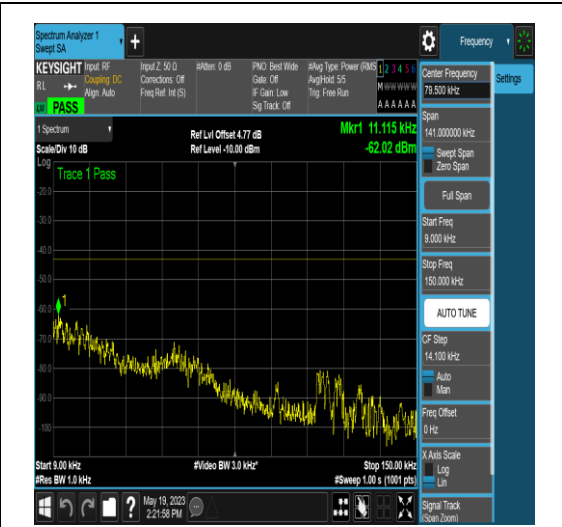 Spectrum Analyzer 1
Swept SA
Frequency
KEYSIGHT
RL
PASS
Input: RF
Coupling: DC
Align: Auto
Input Z: 50 Ω
Corrections: Off
Freq Ref: Int (S)
#Atten: 0 dB
PNO: Best Wide
Gate: Off
IF Gain: Low
Sig Track: Off
#Avg Type: Power (RMS
Avg|Hold: 5/5
Trig: Free Run
1 2 3 4 5 6
M W W W W W
A A A A A A
Center Frequency
79.500 kHz
Settings
Span
141.000000 kHz
Swept Span
Zero Span
Full Span
Start Freq
9.000 kHz
Stop Freq
150.000 kHz
AUTO TUNE
CF Step
14.100 kHz
Auto
Man
Freq Offset
0 Hz
X Axis Scale
Log
Lin
Signal Track
(Span Zoom)
1 Spectrum
Scale/Div 10 dB
Ref Lvl Offset 4.77 dB
Ref Level -10.00 dBm
Mkr1 11.115 kHz
-62.02 dBm
Log
Trace 1 Pass
-20.0
-30.0
-40.0
-50.0
-60.0
1
-70.0
-80.0
-90.0
-100
Start 9.00 kHz
#Res BW 1.0 kHz
#Video BW 3.0 kHz*
Stop 150.00 kHz
#Sweep 1.00 s (1001 pts)
?
May 19, 2023
2:21:58 PM